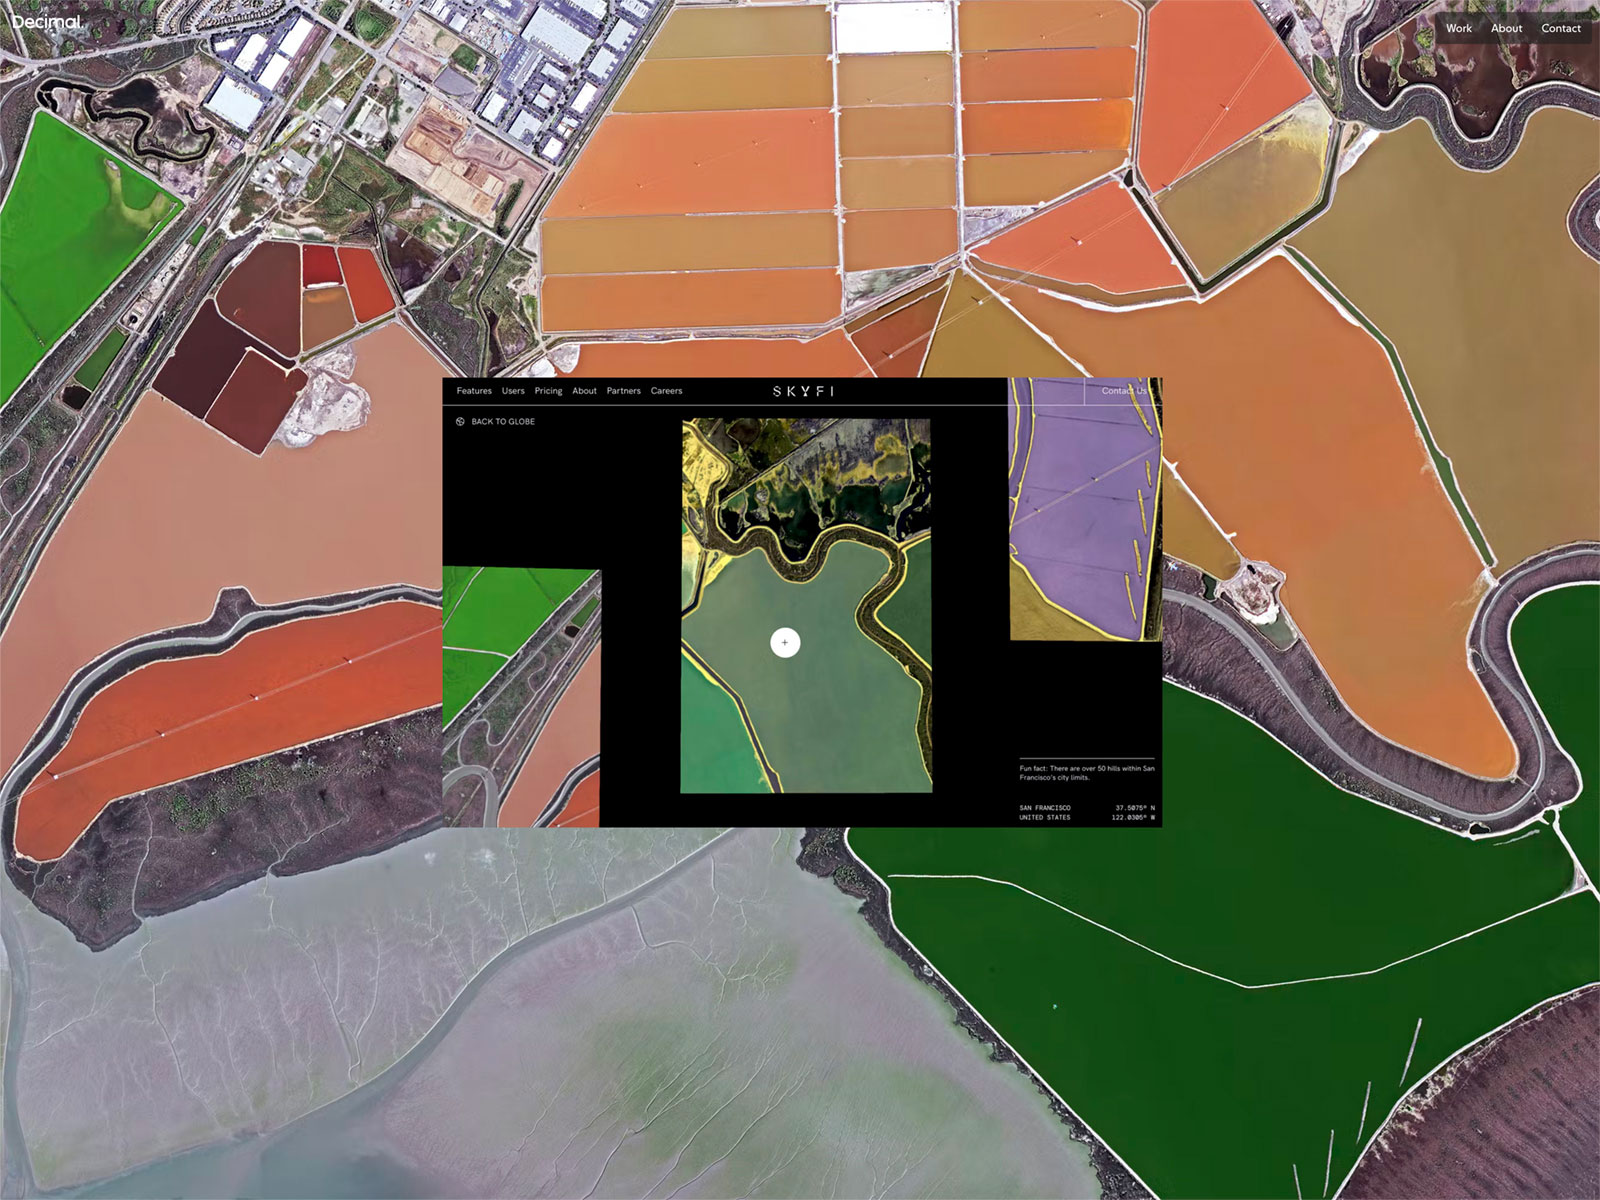 Decimal.
Work About Contact
Features Users Pricing About Partners Careers
SKYFI
Contact Us
BACK TO GLOBE
Fun fact: There are over 50 hills within San
Francisco's city limits.
SAN FRANCISCO 37.5075° N
UNITED STATES 122.0306° W